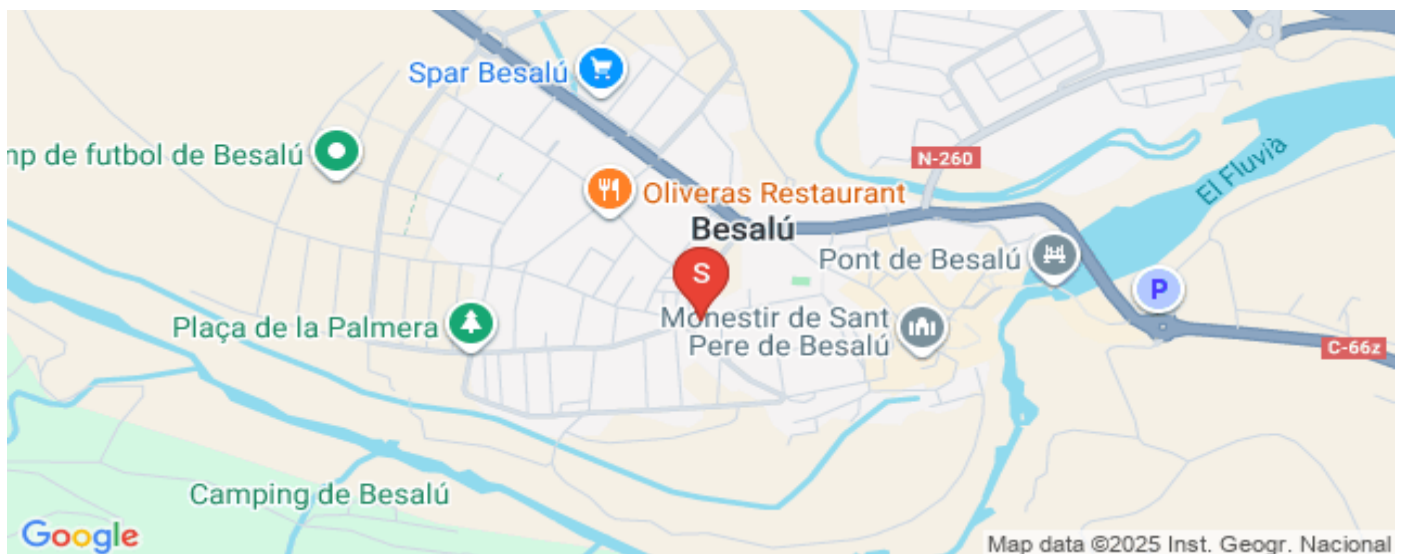 Spar Besalú
np de futbol de Besalú
N-260
El Fluvià
Oliveras Restaurant
Besalú
Pont de Besalú
S
P
Plaça de la Palmera
Monestir de Sant
Pere de Besalú
C-66z
Camping de Besalú
Google
Map data ©2025 Inst. Geogr. Nacional